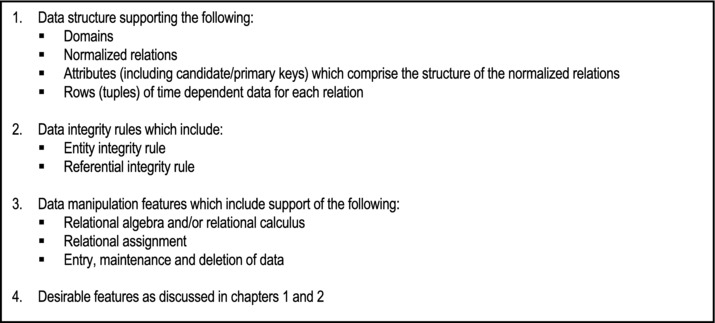 1. Data structure supporting the following:
▪ Domains
▪ Normalized relations
▪ Attributes (including candidate/primary keys) which comprise the structure of the normalized relations
▪ Rows (tuples) of time dependent data for each relation
2. Data integrity rules which include:
▪ Entity integrity rule
▪ Referential integrity rule
3. Data manipulation features which include support of the following:
▪ Relational algebra and/or relational calculus
▪ Relational assignment
▪ Entry, maintenance and deletion of data
4. Desirable features as discussed in chapters 1 and 2